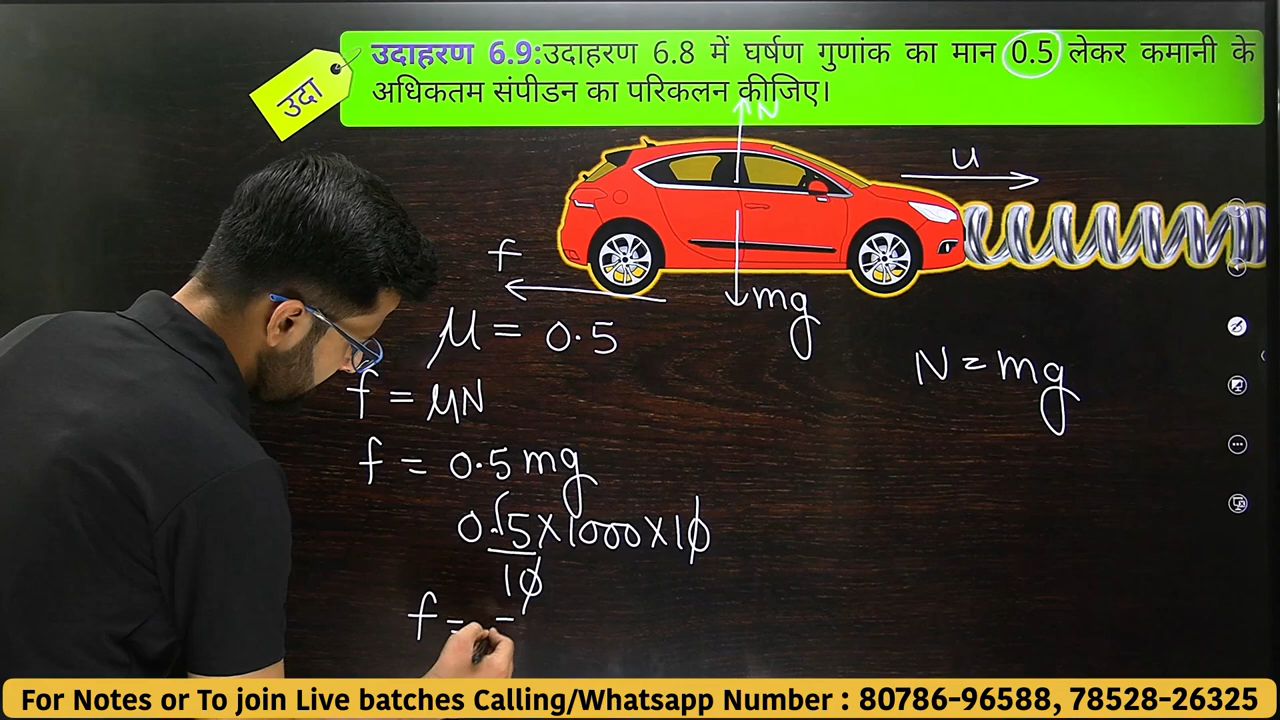 उदा
उदाहरण 6.9:उदाहरण 6.8 में घर्षण गुणांक का मान 0.5 लेकर कमानी के
अधिकतम संपीडन का परिकलन कीजिए।
N
u
f
mg
μ = 0.5
N = mg
f = μN
f = 0.5 mg
0.5 × 1000 × 10
10
f =
For Notes or To join Live batches Calling/Whatsapp Number : 80786-96588, 78528-26325